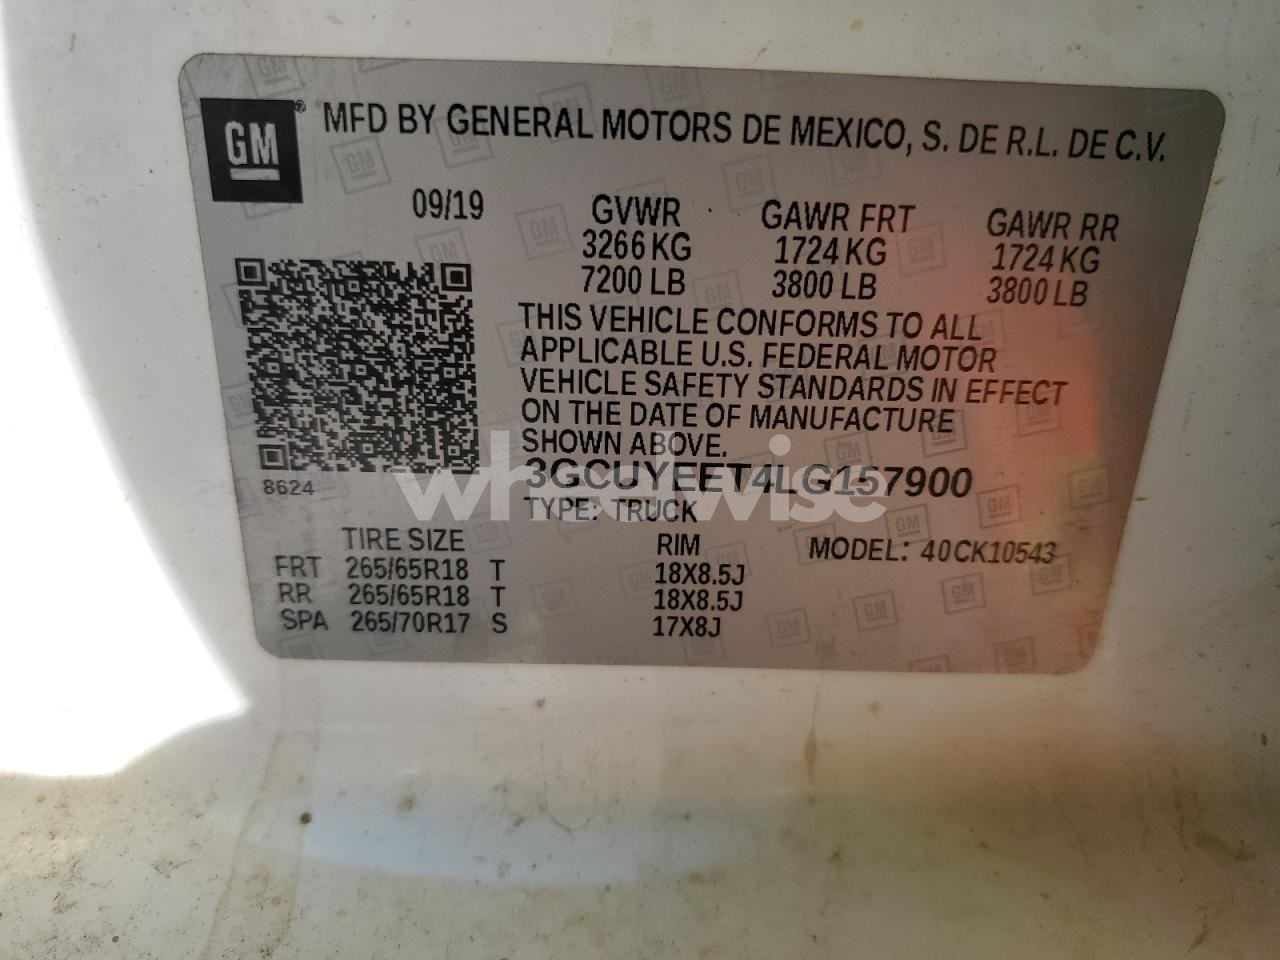 GM ® MFD BY GENERAL MOTORS DE MEXICO, S. DE R.L. DE C.V.
09/19 GVWR GAWR FRT GAWR RR
3266 KG 1724 KG 1724 KG
7200 LB 3800 LB 3800 LB
THIS VEHICLE CONFORMS TO ALL
APPLICABLE U.S. FEDERAL MOTOR
VEHICLE SAFETY STANDARDS IN EFFECT
ON THE DATE OF MANUFACTURE
SHOWN ABOVE.
3GCUYEET4LG157900
wheelwise
8624
TYPE: TRUCK
TIRE SIZE RIM MODEL: 40CK10543
FRT 265/65R18 T 18X8.5J
RR 265/65R18 T 18X8.5J
SPA 265/70R17 S 17X8J